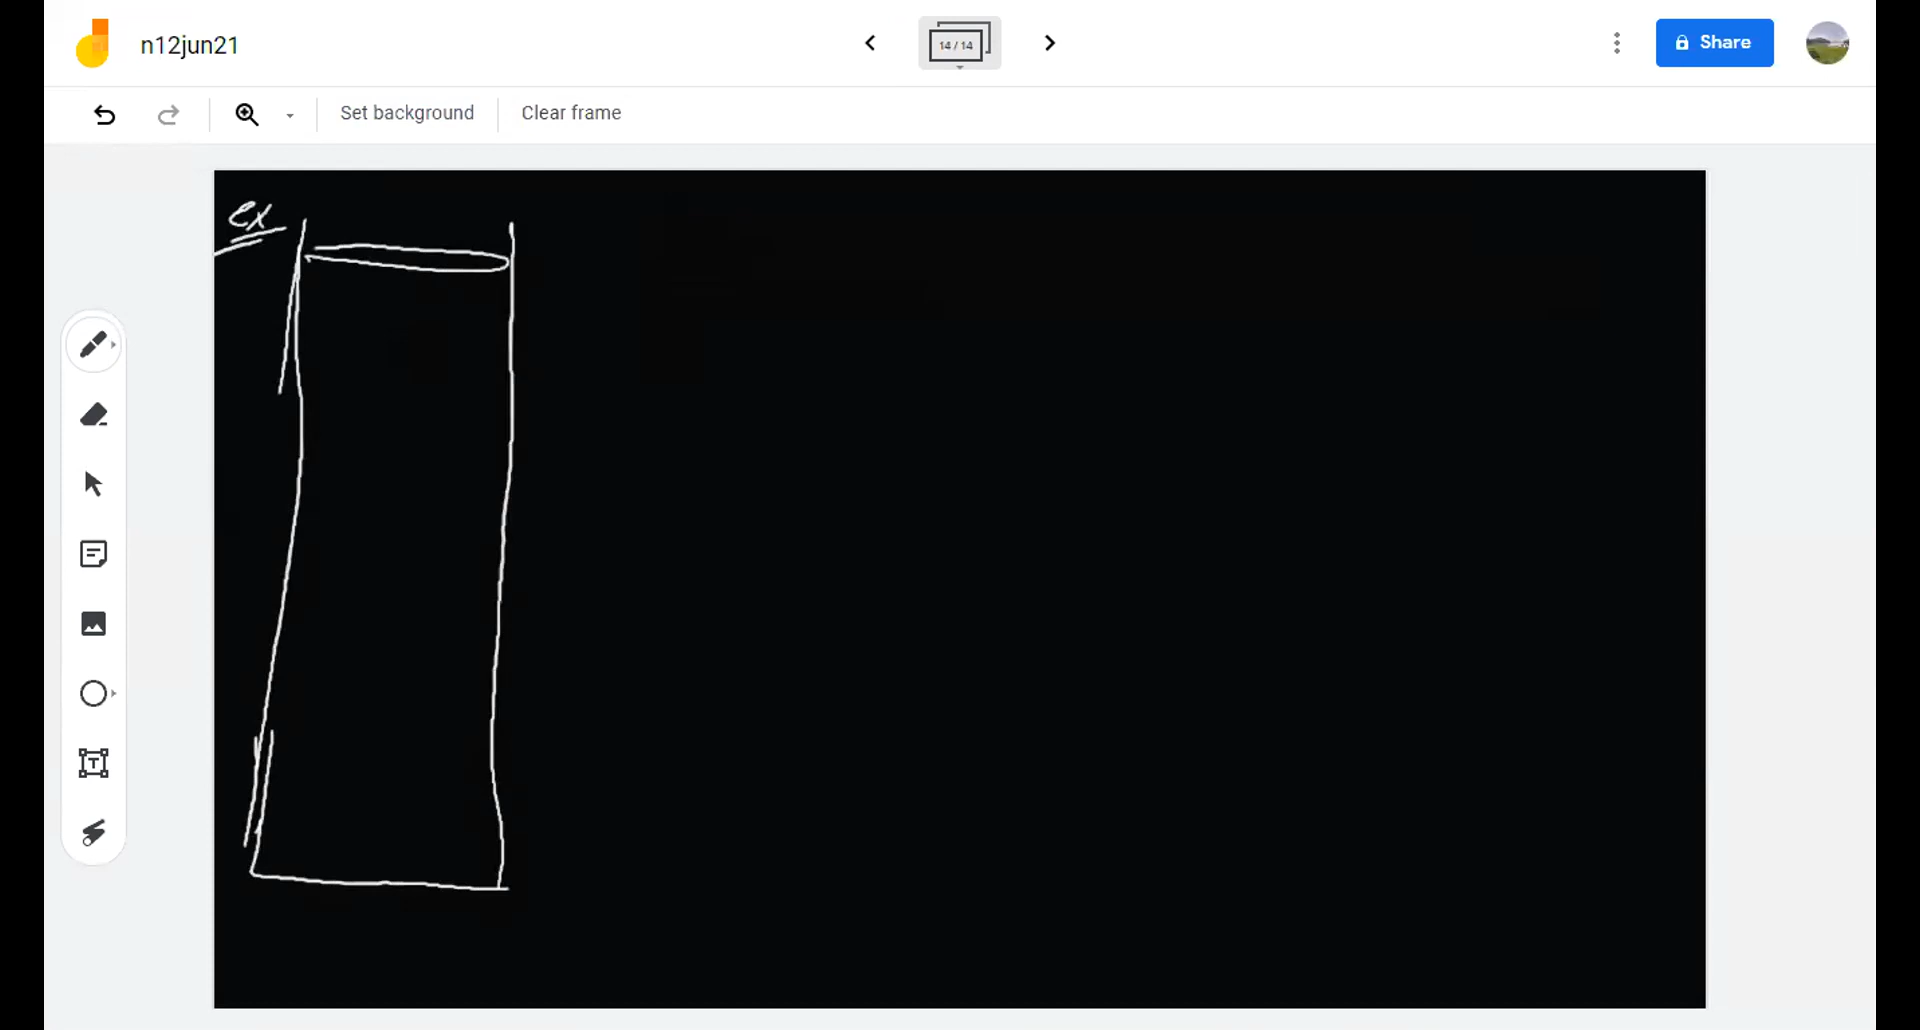 n12jun21
14 / 14
Share
Set background
Clear frame
ex